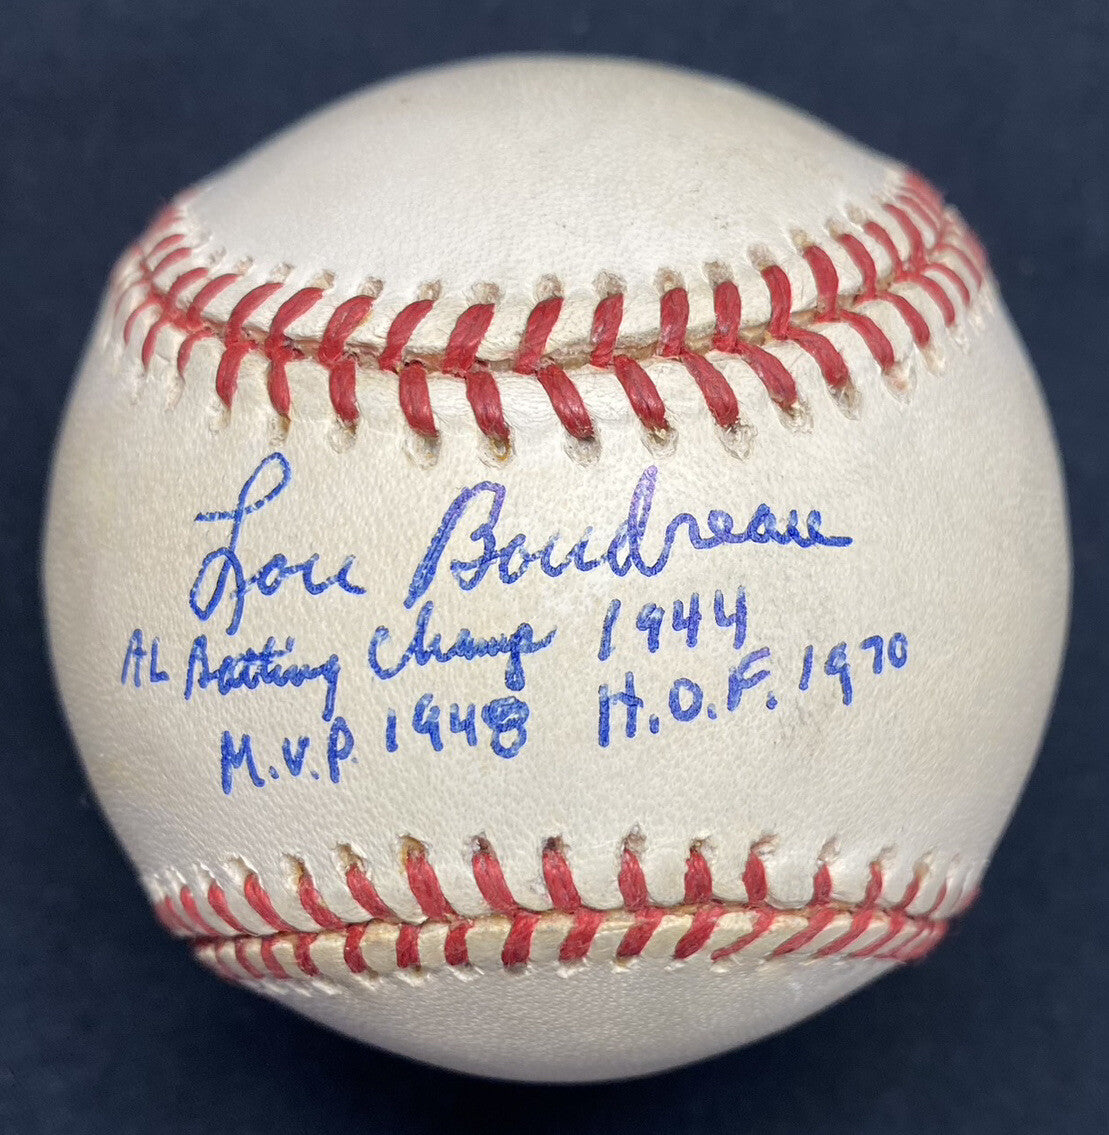 Lou Boudreau
AL Batting Champ 1944
M.V.P. 1948 H.O.F. 1970